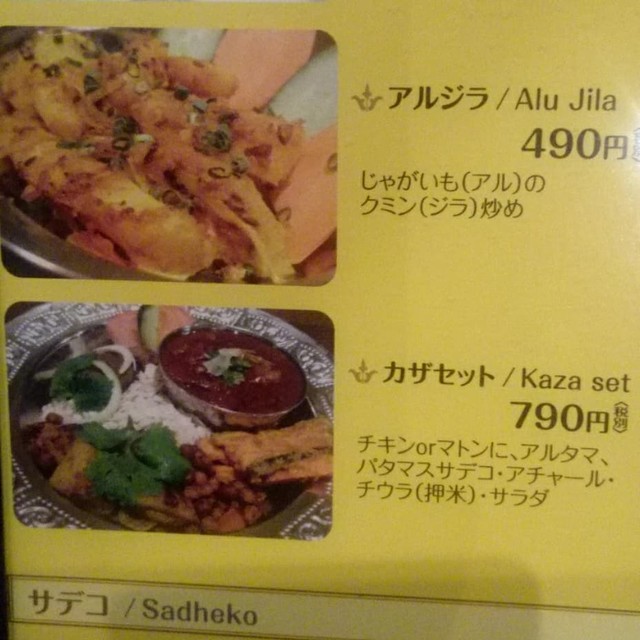 アルジラ / Alu Jila
490円
じゃがいも(アル)の
クミン(ジラ)炒め
カザセット / Kaza set
790円(税別)
チキンorマトンに、アルタマ、
バタマスサデコ・アチャール・
チウラ(押米)・サラダ
サデコ / Sadheko